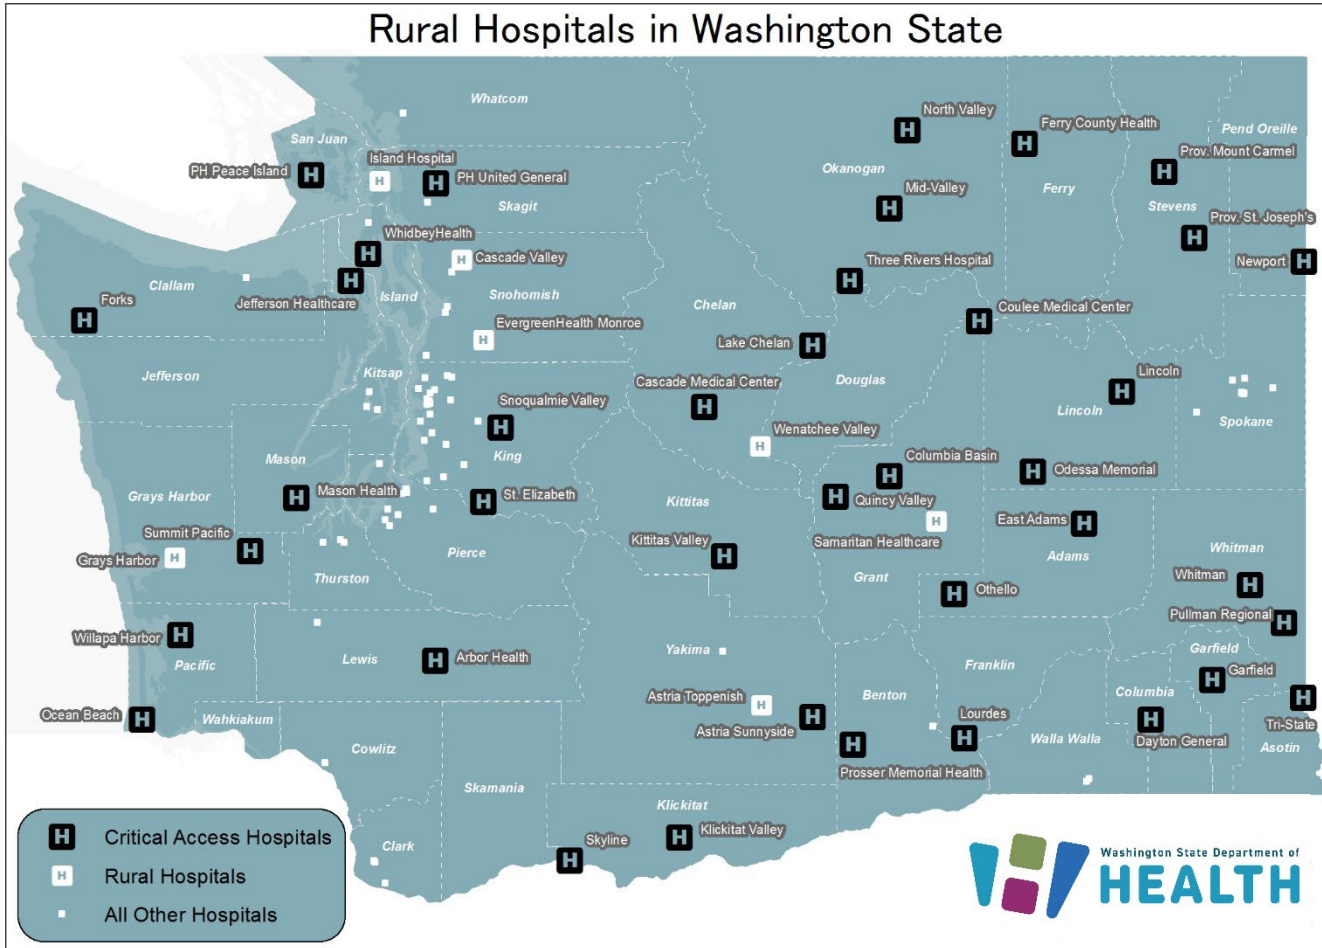 Rural Hospitals in Washington State
Whatcom
North Valley
Ferry County Health
Pend Oreille
San Juan
Island Hospital
Prov. Mount Carmel
PH Peace Island
H
PH United General
Okanogan
Ferry
Mid-Valley
Skagit
Stevens
Prov. St. Joseph's
WhidbeyHealth
Cascade Valley
Three Rivers Hospital
Newport
Clallam
Jefferson Healthcare
Island
Snohomish
Chelan
Forks
EvergreenHealth Monroe
Coulee Medical Center
Lake Chelan
Jefferson
Kitsap
Cascade Medical Center
Douglas
Lincoln
Snoqualmie Valley
Lincoln
Spokane
Wenatchee Valley
Mason
King
Columbia Basin
Odessa Memorial
Grays Harbor
Mason Health
St. Elizabeth
Kittitas
Quincy Valley
Summit Pacific
East Adams
Kittitas Valley
Samaritan Healthcare
Grays Harbor
Pierce
Adams
Whitman
Thurston
Grant
Whitman
Othello
Pullman Regional
Willapa Harbor
Pacific
Lewis
Arbor Health
Yakima
Franklin
Garfield
Garfield
Astria Toppenish
Benton
Columbia
Ocean Beach
Wahkiakum
Astria Sunnyside
Lourdes
Tri-State
Walla Walla
Dayton General
Asotin
Cowlitz
Prosser Memorial Health
Skamania
Klickitat
Klickitat Valley
Skyline
Clark
H Critical Access Hospitals
H Rural Hospitals
All Other Hospitals
Washington State Department of
HEALTH